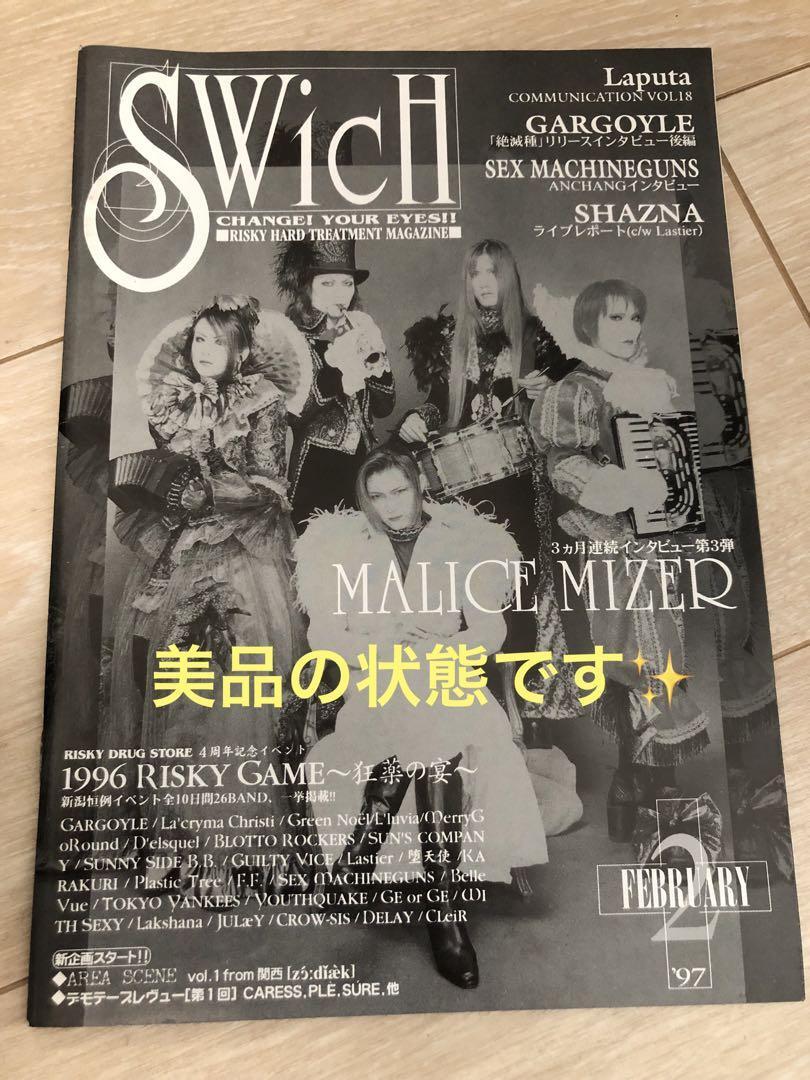 SWicH
CHANGE! YOUR EYES!!
■RISKY HARD TREATMENT MAGAZINE■
Laputa
COMMUNICATION VOL18
GARGOYLE
「絶滅種」リリースインタビュー後編
SEX MACHINEGUNS
ANCHANGインタビュー
SHAZNA
ライブレポート(c/w Lastier)
3ヵ月連続インタビュー第3弾
MALICE MIZER
美品の状態です✨
RISKY DRUG STORE 4周年記念イベント
1996 RISKY GAME〜狂薬の宴〜
新潟恒例イベント全10日間26BAND、一挙掲載!!
GARGOYLE / La'cryma Christi / Green Noël/L'luvia/MerryG
oRound / D'elsquel / BLOTTO ROCKERS / SUN'S COMPAN
Y / SUNNY SIDE B.B. / GUILTY VICE / Lastier / 堕天使 /KA
RAKURI / Plastic Tree / F.F. / SEX MACHINEGUNS / Belle
Vue / TOKYO YANKEES / YOUTHQUAKE / GE or GE / WI
TH SEXY / Lakshana / JULæY / CROW-SIS / DELAY / CLeiR
新企画スタート!!
◆AREA SCENE vol.1 from 関西 [zɔ́:diæk]
◆デモテープレヴュー[第1回] CARESS, PLE, SÜRE, 他
2
FEBRUARY
'97